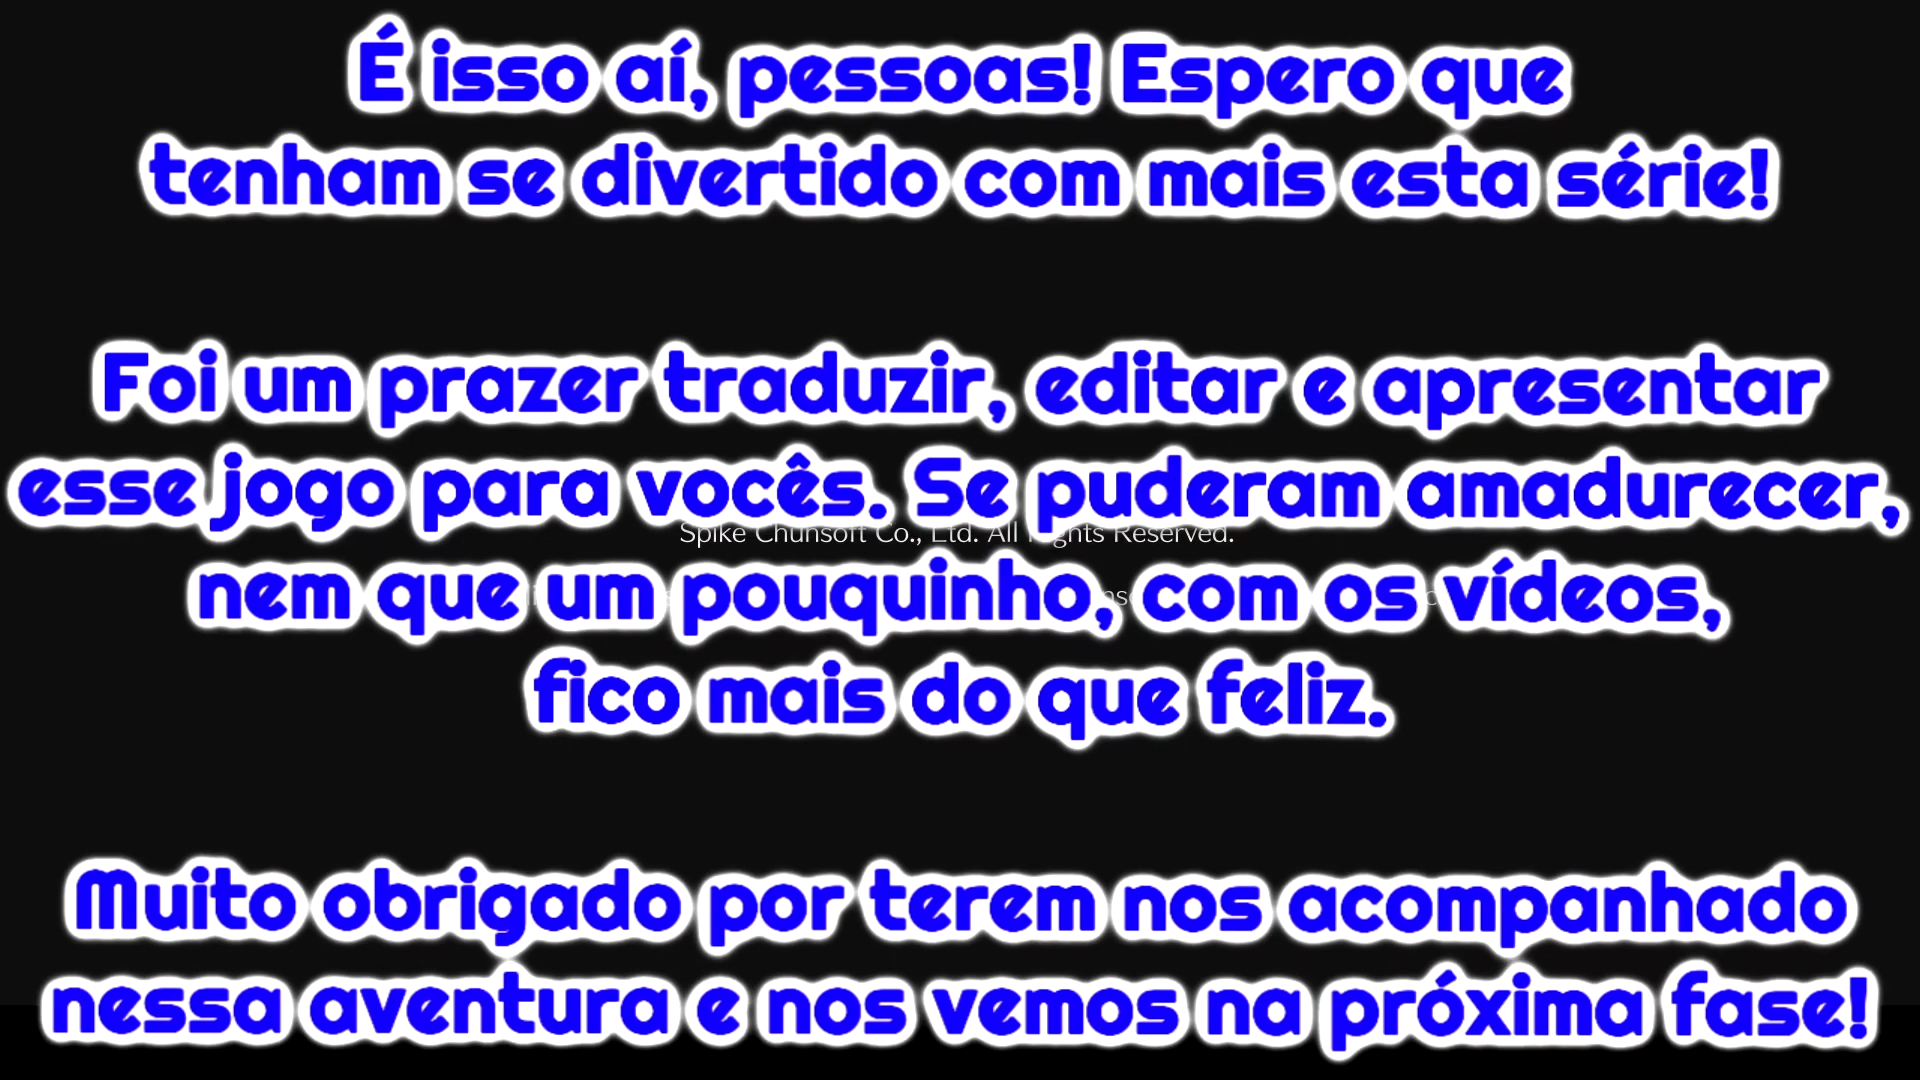 É isso aí, pessoas! Espero que
tenham se divertido com mais esta série!
Foi um prazer traduzir, editar e apresentar
esse jogo para vocês. Se puderam amadurecer,
Spike Chunsoft Co., Ltd. All Rights Reserved.
nem que um pouquinho, com os vídeos,
fico mais do que feliz.
Muito obrigado por terem nos acompanhado
nessa aventura e nos vemos na próxima fase!